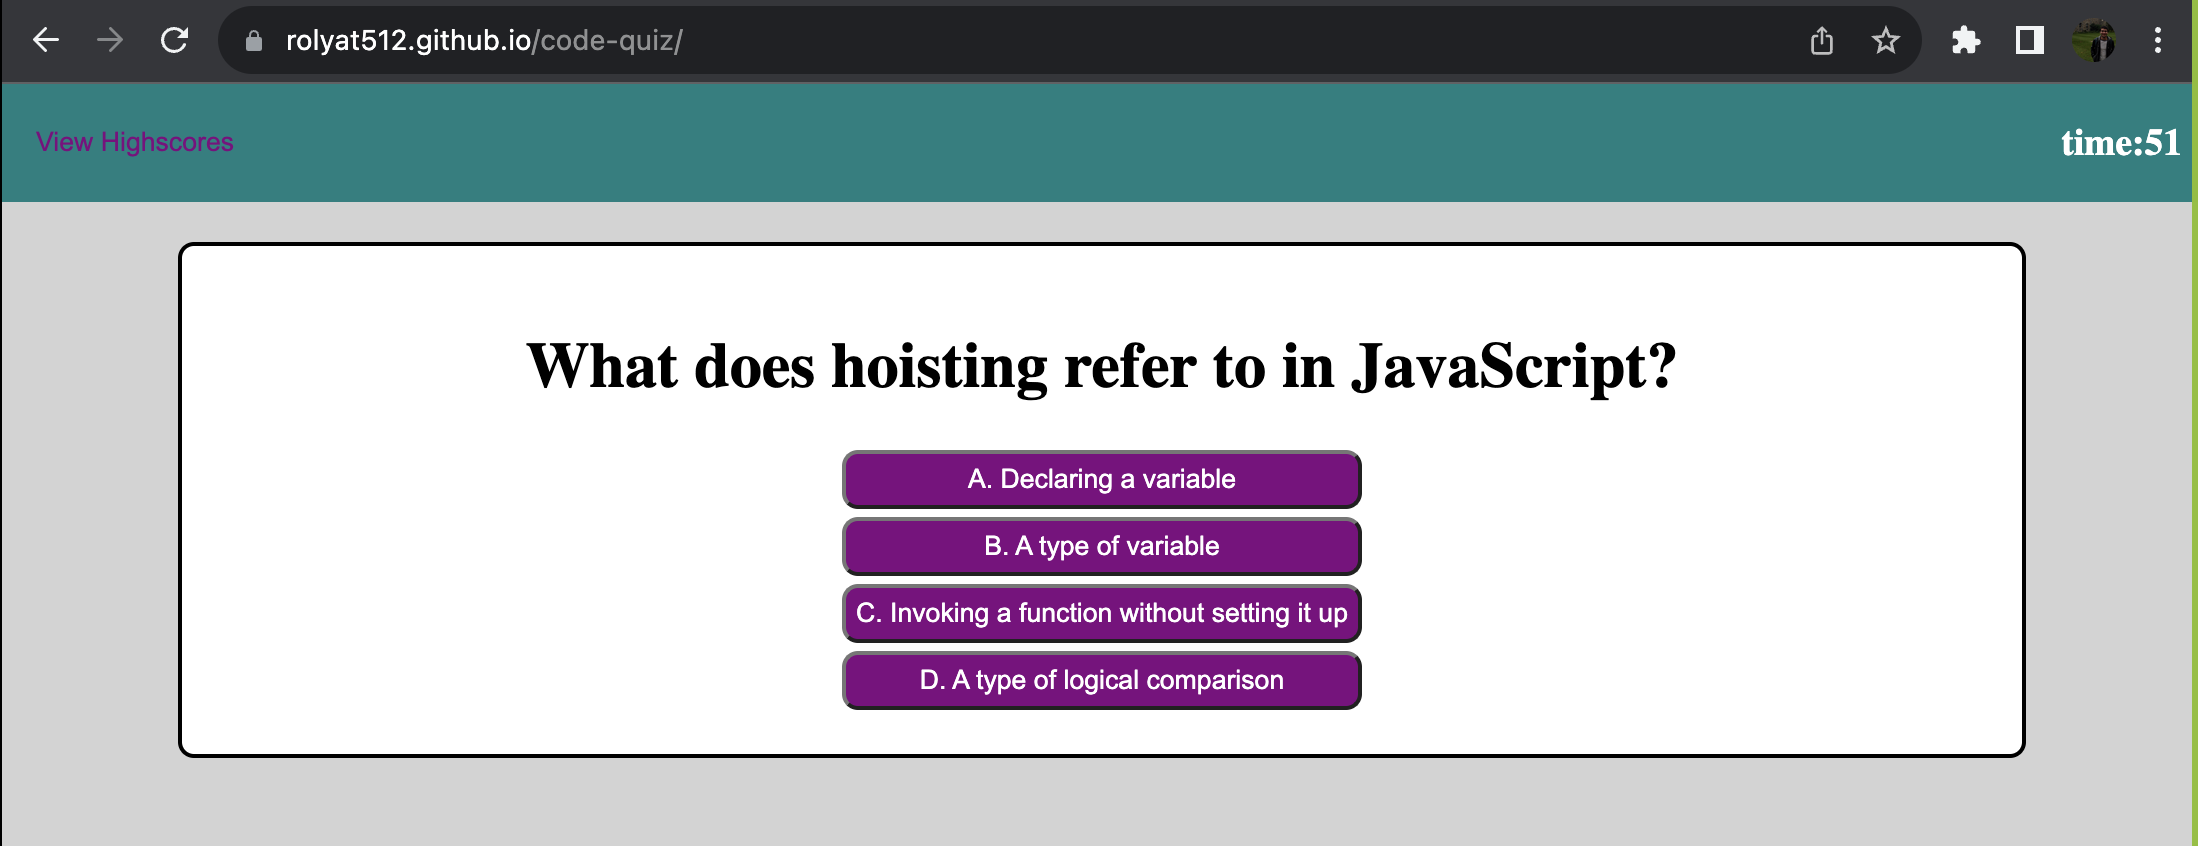 rolyat512.github.io/code-quiz/
View Highscores
time:51
What does hoisting refer to in JavaScript?
A. Declaring a variable
B. A type of variable
C. Invoking a function without setting it up
D. A type of logical comparison